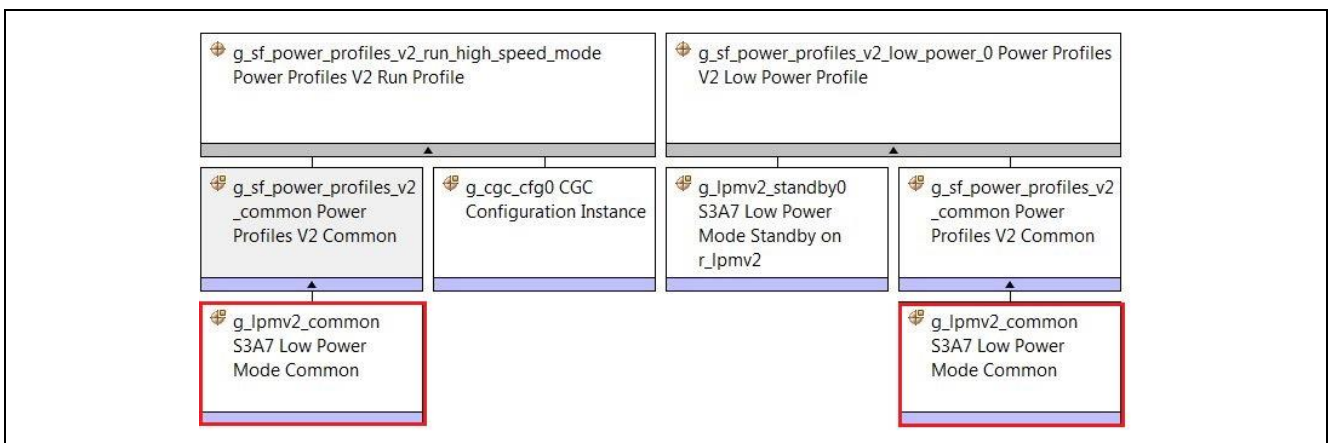 g_sf_power_profiles_v2_run_high_speed_mode
Power Profiles V2 Run Profile
g_sf_power_profiles_v2_low_power_0 Power Profiles
V2 Low Power Profile
g_sf_power_profiles_v2
_common Power
Profiles V2 Common
g_cgc_cfg0 CGC
Configuration Instance
g_lpmv2_standby0
S3A7 Low Power
Mode Standby on
r_lpmv2
g_sf_power_profiles_v2
_common Power
Profiles V2 Common
g_lpmv2_common
S3A7 Low Power
Mode Common
g_lpmv2_common
S3A7 Low Power
Mode Common